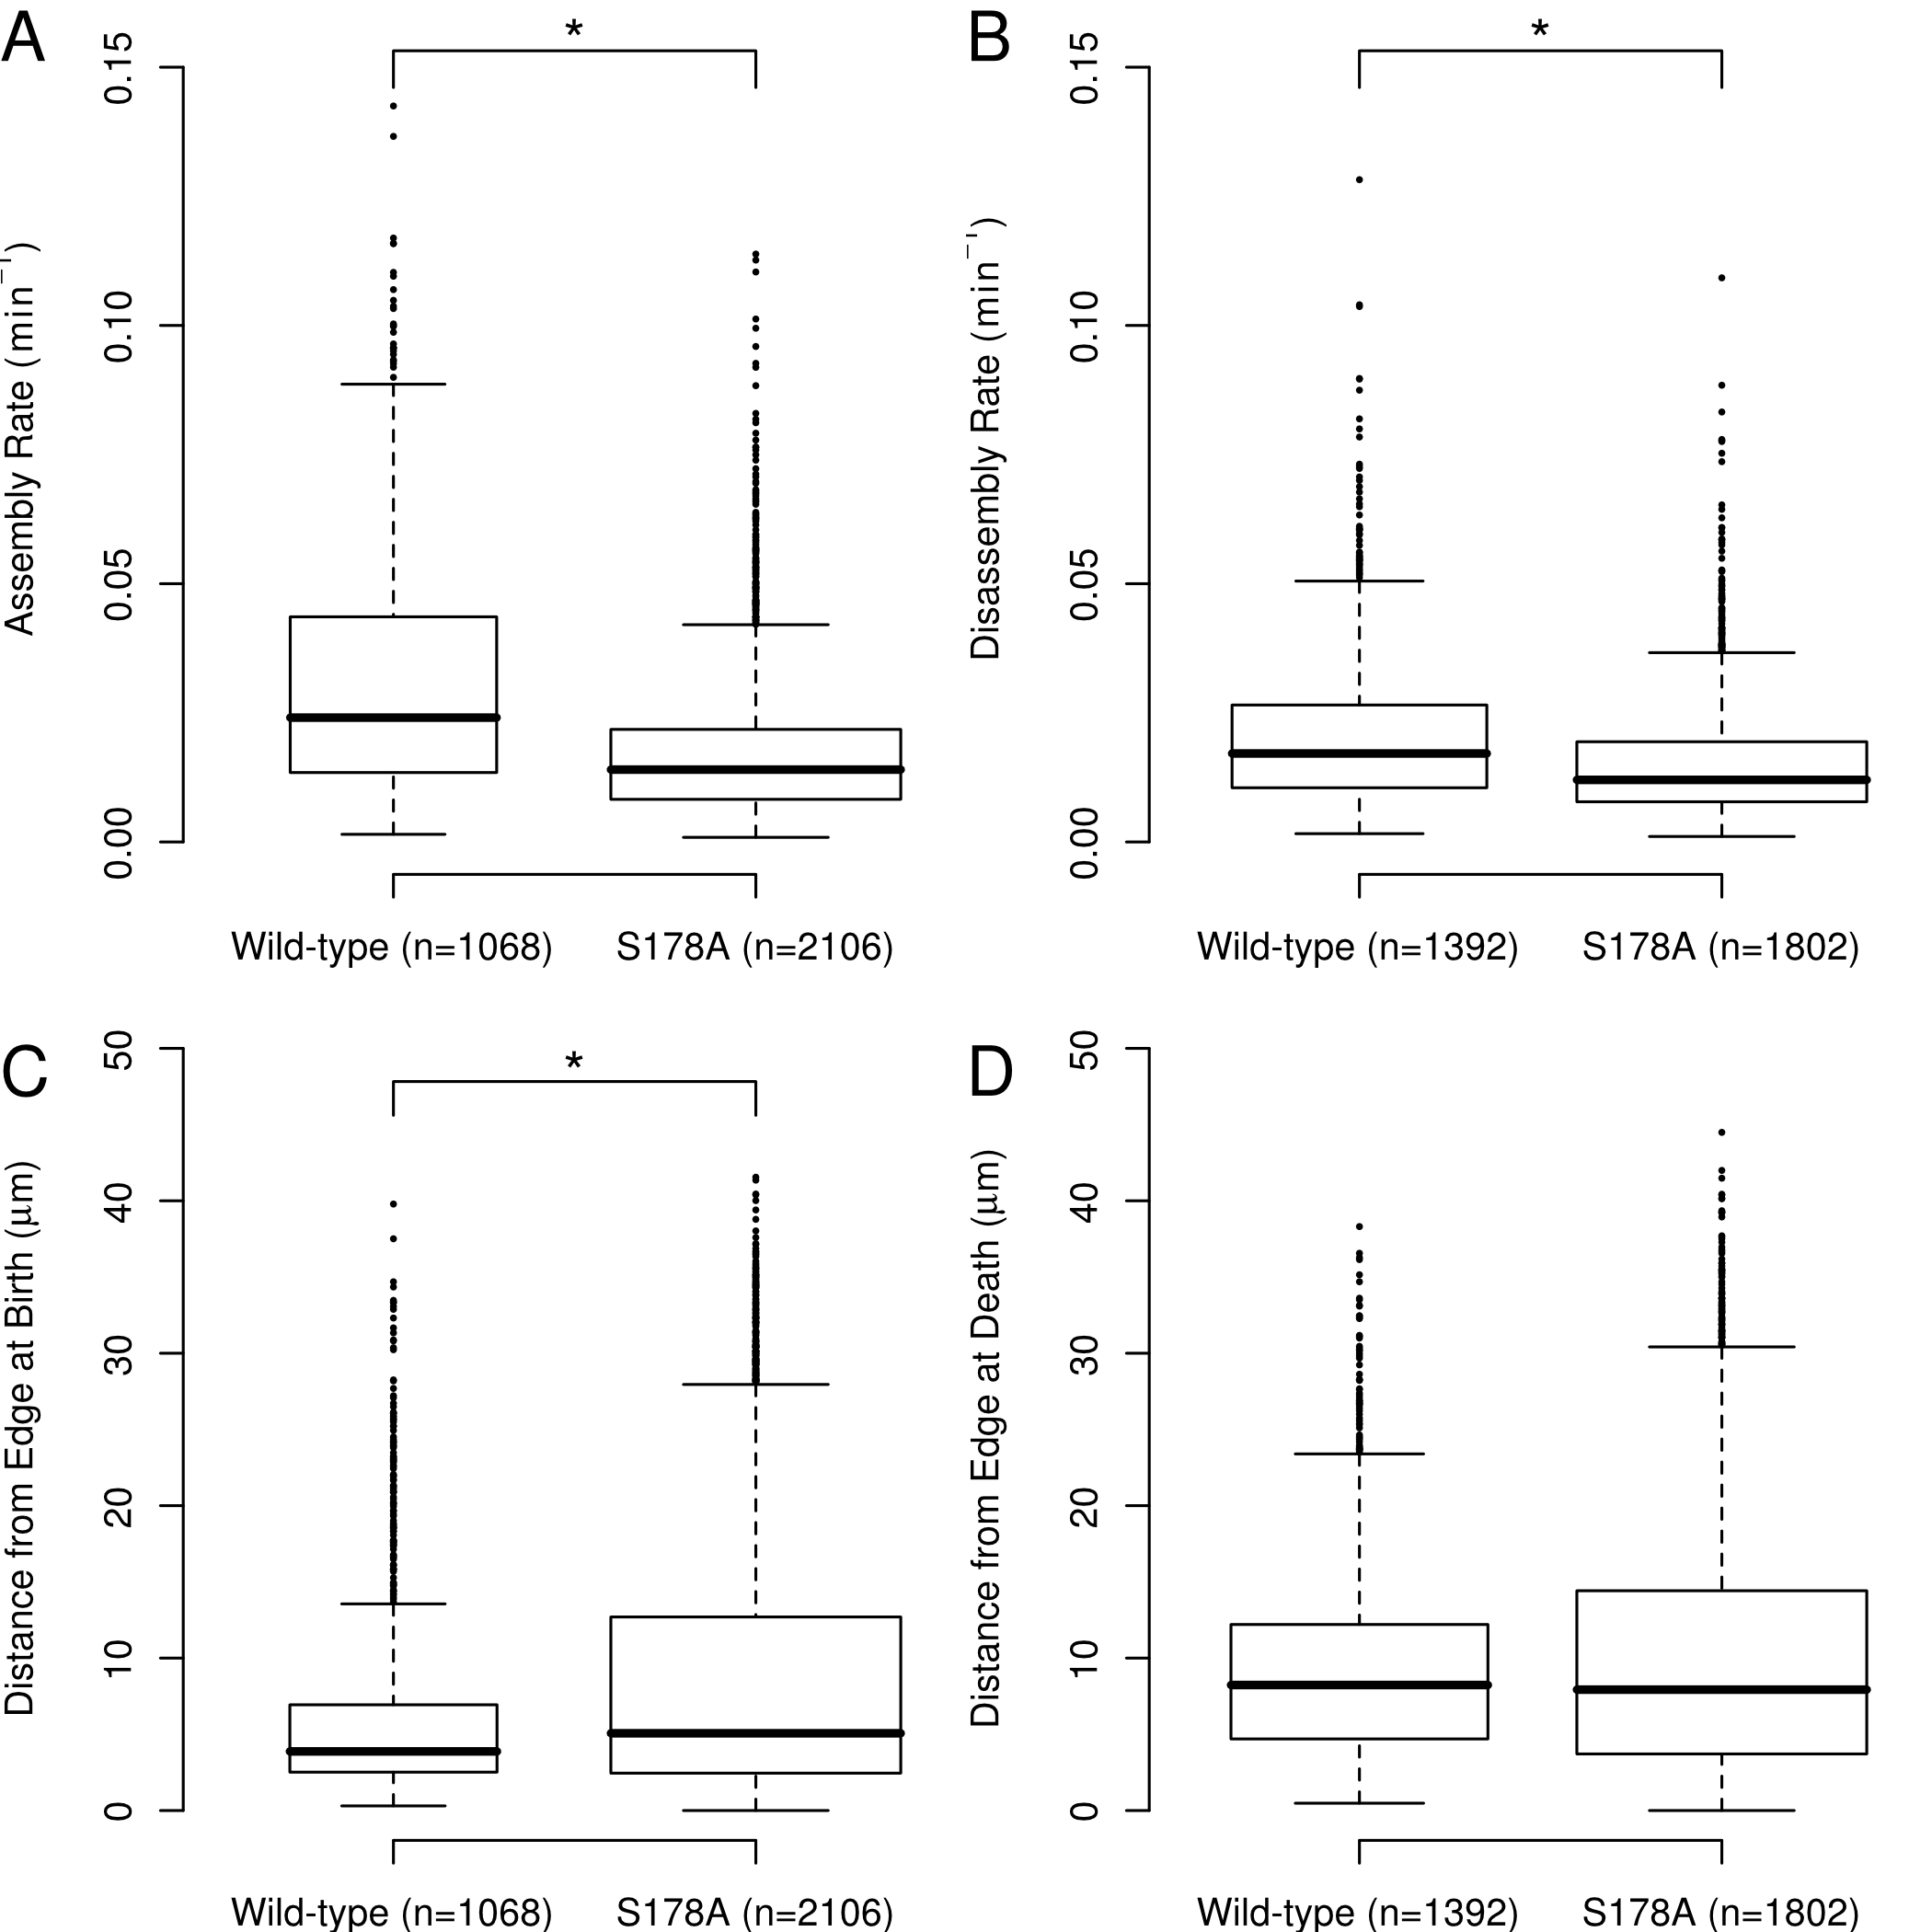 A
*
Assembly Rate (min⁻¹)
0.15
0.10
0.05
0.00
Wild-type (n=1068)
S178A (n=2106)
B
*
Disassembly Rate (min⁻¹)
0.15
0.10
0.05
0.00
Wild-type (n=1392)
S178A (n=1802)
C
*
Distance from Edge at Birth (μm)
50
40
30
20
10
0
Wild-type (n=1068)
S178A (n=2106)
D
Distance from Edge at Death (μm)
50
40
30
20
10
0
Wild-type (n=1392)
S178A (n=1802)